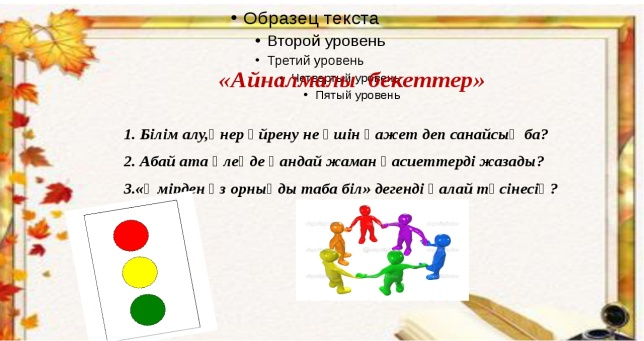 • Образец текста
• Второй уровень
• Третий уровень
• Четвертый уровень
«Айналмалы бекеттер»
• Пятый уровень
1. Білім алу,□нер □йрену не □шін □ажет деп санайсы□ ба?
2. Абай ата □ле□де □андай жаман □асиеттерді жазады?
3.«□мірден □з орны□ды таба біл» дегенді □алай т□сінесі□?